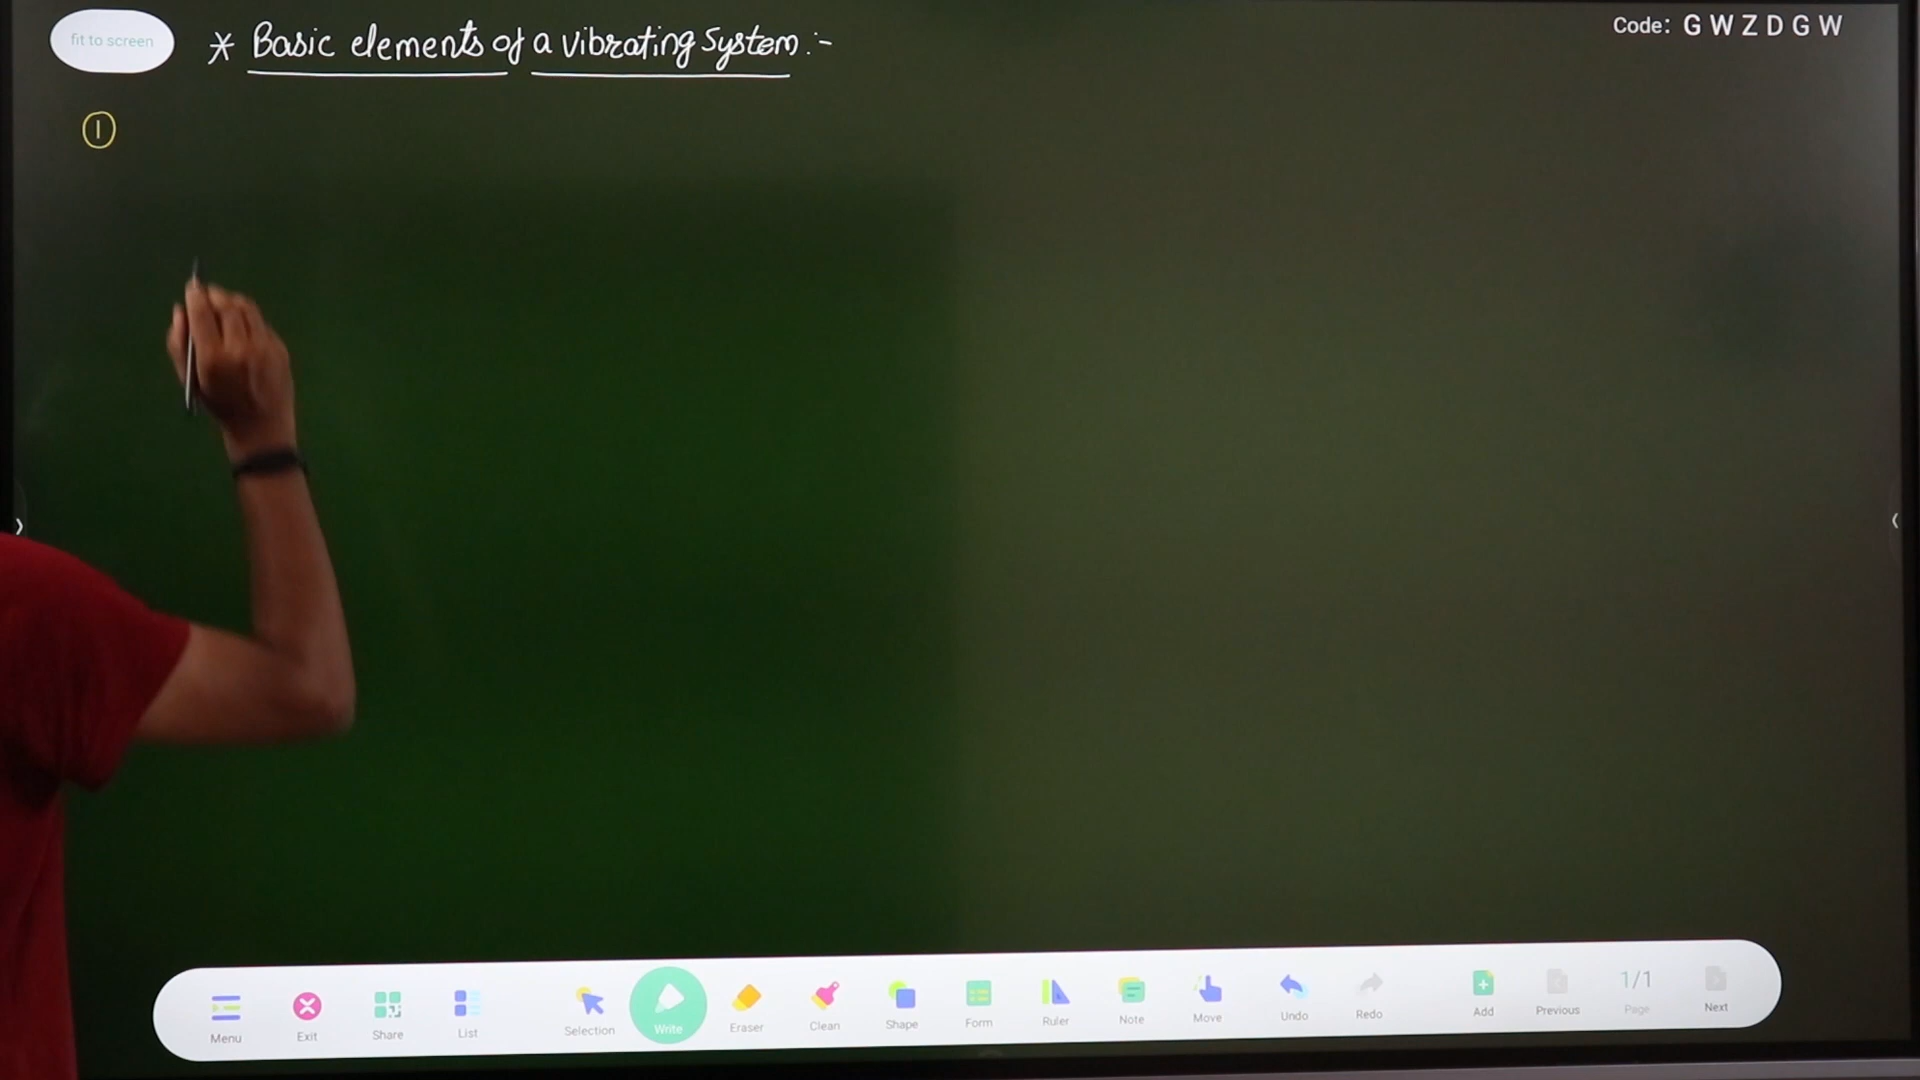 fit to screen
* Basic elements of a vibrating system :-
Code: G W Z D G W
①
Menu Exit Share List Selection Write Eraser Clean Shape Form Ruler Note Move Undo Redo Add Previous 1/1 Page Next